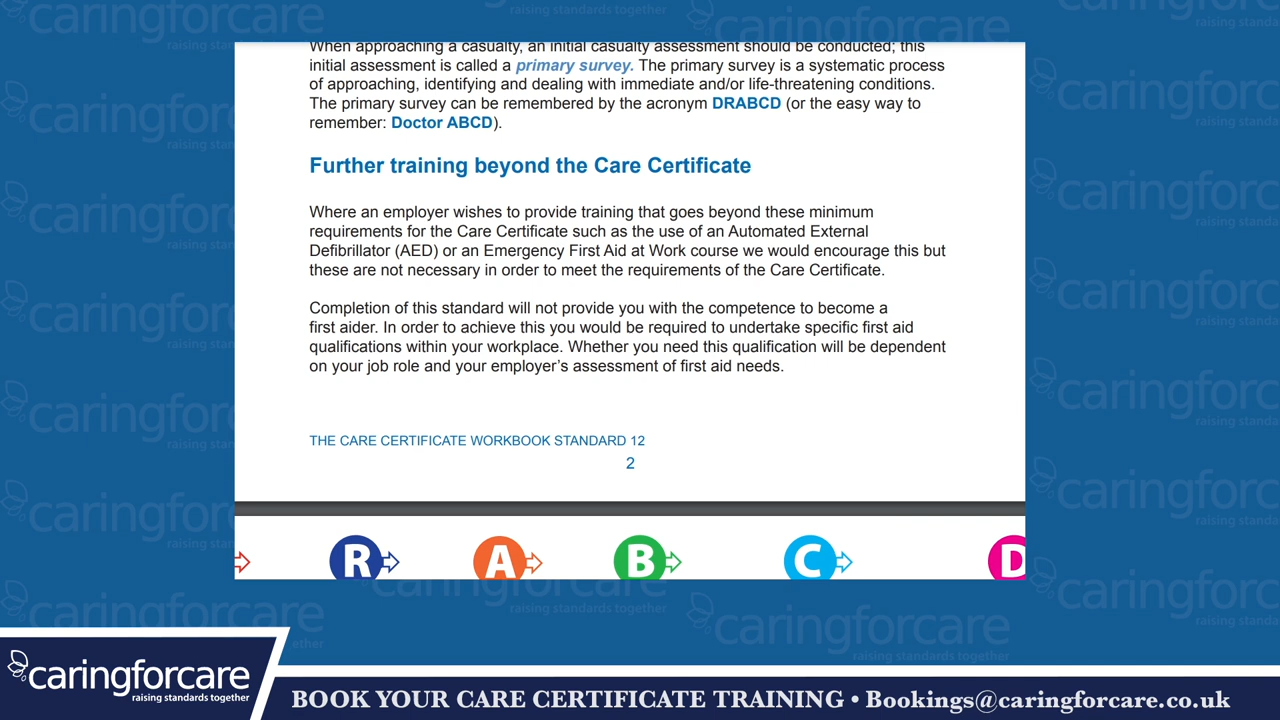 When approaching a casualty, an initial casualty assessment should be conducted; this
initial assessment is called a primary survey. The primary survey is a systematic process
of approaching, identifying and dealing with immediate and/or life-threatening conditions.
The primary survey can be remembered by the acronym DRABCD (or the easy way to
remember: Doctor ABCD).
Further training beyond the Care Certificate
Where an employer wishes to provide training that goes beyond these minimum
requirements for the Care Certificate such as the use of an Automated External
Defibrillator (AED) or an Emergency First Aid at Work course we would encourage this but
these are not necessary in order to meet the requirements of the Care Certificate.
Completion of this standard will not provide you with the competence to become a
first aider. In order to achieve this you would be required to undertake specific first aid
qualifications within your workplace. Whether you need this qualification will be dependent
on your job role and your employer's assessment of first aid needs.
THE CARE CERTIFICATE WORKBOOK STANDARD 12
2
R A B C D
caringforcare
raising standards together
BOOK YOUR CARE CERTIFICATE TRAINING • Bookings@caringforcare.co.uk